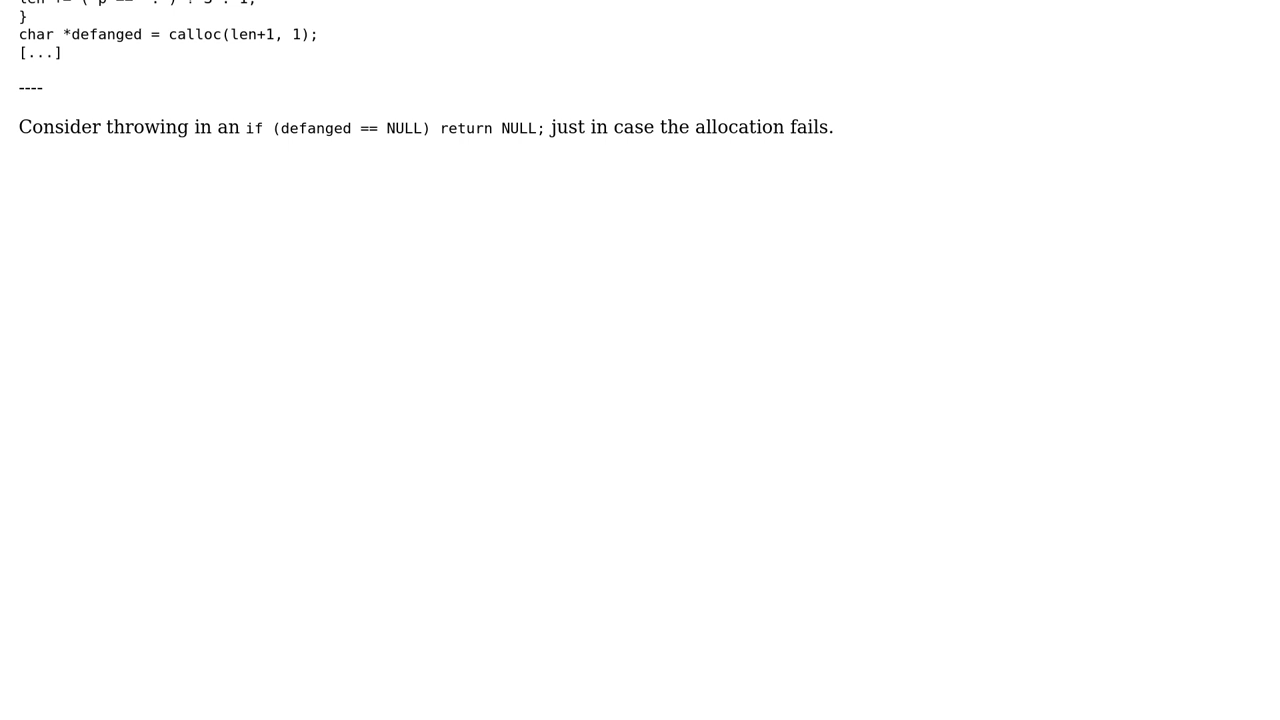 }
char *defanged = calloc(len+1, 1);
[...]
----
Consider throwing in an if (defanged == NULL) return NULL; just in case the allocation fails.